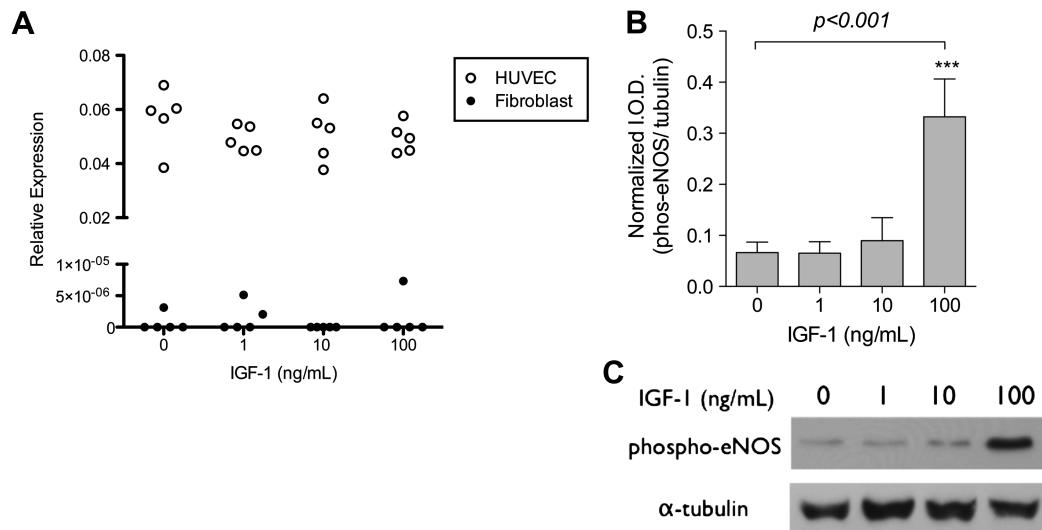 A
Relative Expression
0.08
0.06
0.04
0.02
1×10⁻⁰⁵
5×10⁻⁰⁶
0
0 1 10 100
IGF-1 (ng/mL)
HUVEC
Fibroblast
B
Normalized I.O.D.
(phos-eNOS/ tubulin)
0.5
0.4
0.3
0.2
0.1
0.0
p<0.001
***
0 1 10 100
IGF-1 (ng/mL)
C
IGF-1 (ng/mL) 0 1 10 100
phospho-eNOS
α-tubulin